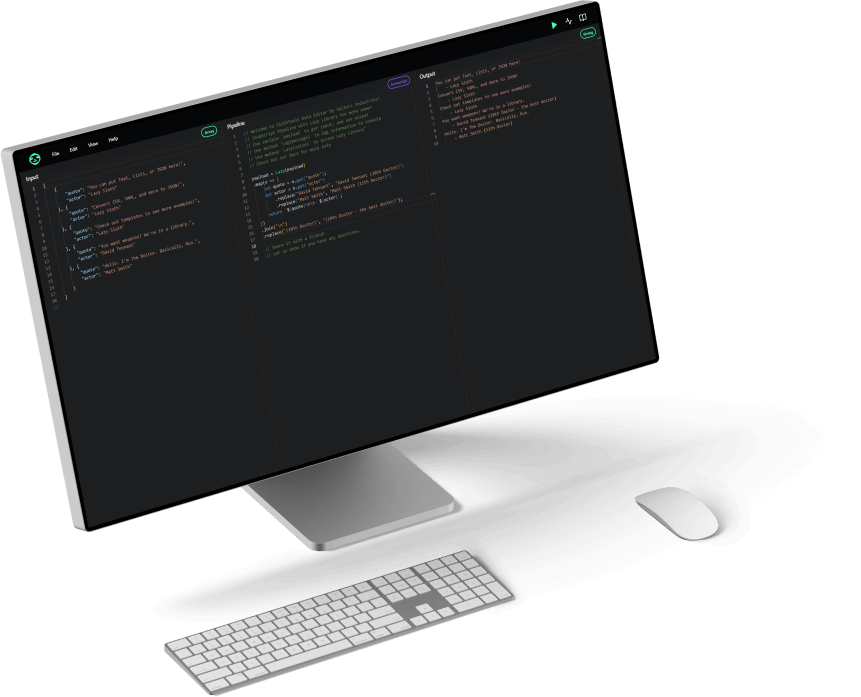 File Edit View Help
Input
Array
1 [ {
"quote": "You can put Text, (ists, or JSON here)",
"actor": "Lazy Sloth"
}, {
"quote": "Convert CSV, YAML, and more to JSON!",
"actor": "Lazy Sloth"
}, {
"quote": "Check out templates to see more examples!",
"actor": "Lazy Sloth"
}, {
"quote": "You want weapons? We're in a library.",
"actor": "David Tennant"
}, {
"quote": "Hello. I'm The Doctor. Basically, Run.",
"actor": "Matt Smith"
}
]
Pipeline
Javascript
// Welcome to SlothTools Data Editor by Sailors Industries!
// JavaScript Pipeline with Lazy Library for more power
// Use varible `payload` to get input, and set output
// Use method `log(message)` to log information to console
// Use method `Lazy(value)` to access Lazy Library
// Check out our docs for more info
payload = Lazy(payload)
.map(o => {
let quote = o.get("quote");
let actor = o.get("actor")
.replace("David Tennant", "David Tennant (10th Doctor)")
.replace("Matt Smith", "Matt Smith (11th Doctor)")
return `${quote}\n\t- ${actor}`;
})
.join("\n")
.replace("(10th Doctor)", "(10th Doctor - the best doctor)");
// Share it with a friend!
// Let us know if you have any questions.
Output
String
You can put Text, (ists, or JSON here)
- Lazy Sloth
Convert CSV, YAML, and more to JSON!
- Lazy Sloth
Check out templates to see more examples!
- Lazy Sloth
You want weapons? We're in a library.
- David Tennant (10th Doctor - the best doctor)
Hello. I'm The Doctor. Basically, Run.
- Matt Smith (11th Doctor)